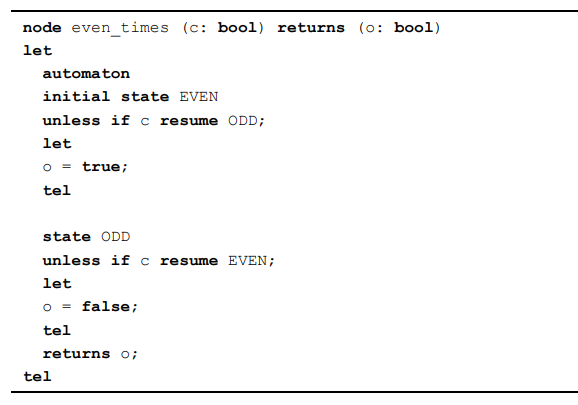 node even_times (c: bool) returns (o: bool)
let
automaton
initial state EVEN
unless if c resume ODD;
let
o = true;
tel
state ODD
unless if c resume EVEN;
let
o = false;
tel
returns o;
tel